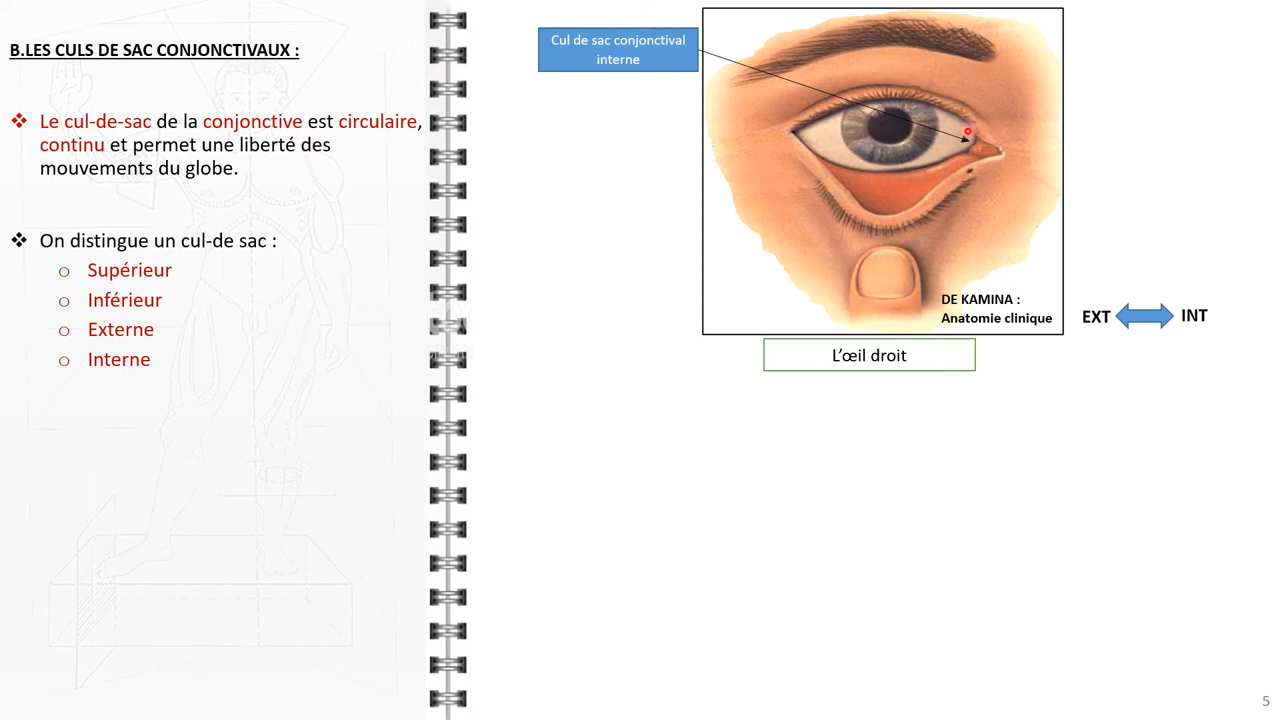 B.LES CULS DE SAC CONJONCTIVAUX :
❖ Le cul-de-sac de la conjonctive est circulaire,
continu et permet une liberté des
mouvements du globe.
❖ On distingue un cul-de sac :
o Supérieur
o Inférieur
o Externe
o Interne
Cul de sac conjonctival
interne
DE KAMINA :
Anatomie clinique
EXT
INT
L’œil droit
5